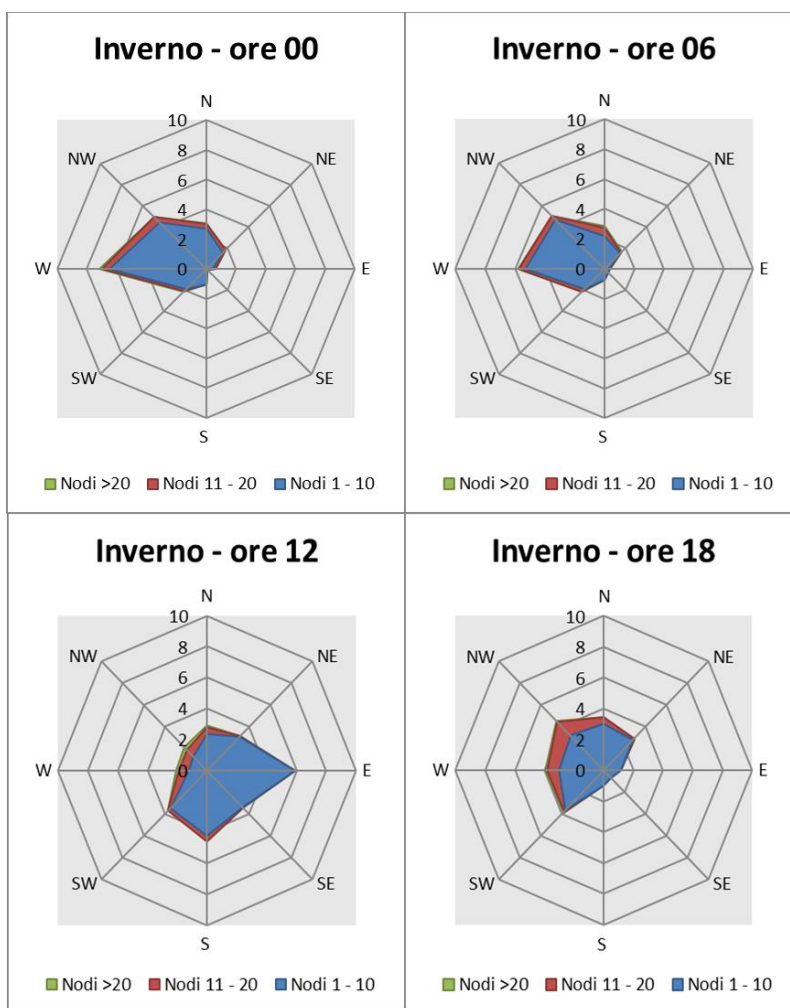 Inverno - ore 00
N
10
NW
NE
8
6
4
2
W
0
E
SW
SE
S
Nodi >20 Nodi 11 - 20 Nodi 1 - 10
Inverno - ore 06
N
10
NW
NE
8
6
4
2
W
0
E
SW
SE
S
Nodi >20 Nodi 11 - 20 Nodi 1 - 10
Inverno - ore 12
N
10
NW
NE
8
6
4
2
W
0
E
SW
SE
S
Nodi >20 Nodi 11 - 20 Nodi 1 - 10
Inverno - ore 18
N
10
NW
NE
8
6
4
2
W
0
E
SW
SE
S
Nodi >20 Nodi 11 - 20 Nodi 1 - 10